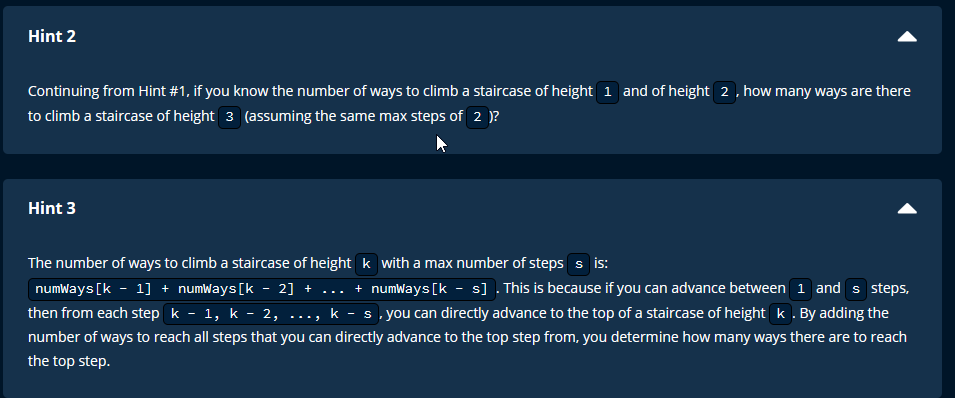 Hint 2
Continuing from Hint #1, if you know the number of ways to climb a staircase of height 1 and of height 2 , how many ways are there
to climb a staircase of height 3 (assuming the same max steps of 2 )?
Hint 3
The number of ways to climb a staircase of height k with a max number of steps s is:
numWays[k - 1] + numWays[k - 2] + ... + numWays[k - s] . This is because if you can advance between 1 and s steps,
then from each step k - 1, k - 2, ..., k - s , you can directly advance to the top of a staircase of height k . By adding the
number of ways to reach all steps that you can directly advance to the top step from, you determine how many ways there are to reach
the top step.